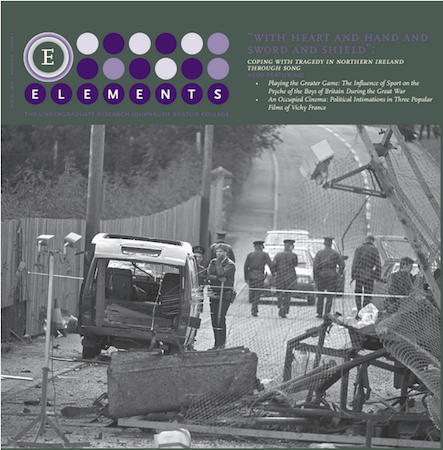 "WITH HEART AND HAND AND
SWORD AND SHIELD":
COPING WITH TRAGEDY IN NORTHERN IRELAND
THROUGH SONG
ALSO FEATURING
• Playing the Greater Game: The Influence of Sport on the
Psyche of the Boys of Britain During the Great War
• An Occupied Cinema: Political Intimations in Three Popular
Films of Vichy France
E
ELEMENTS
THE UNDERGRADUATE RESEARCH JOURNAL OF BOSTON COLLEGE